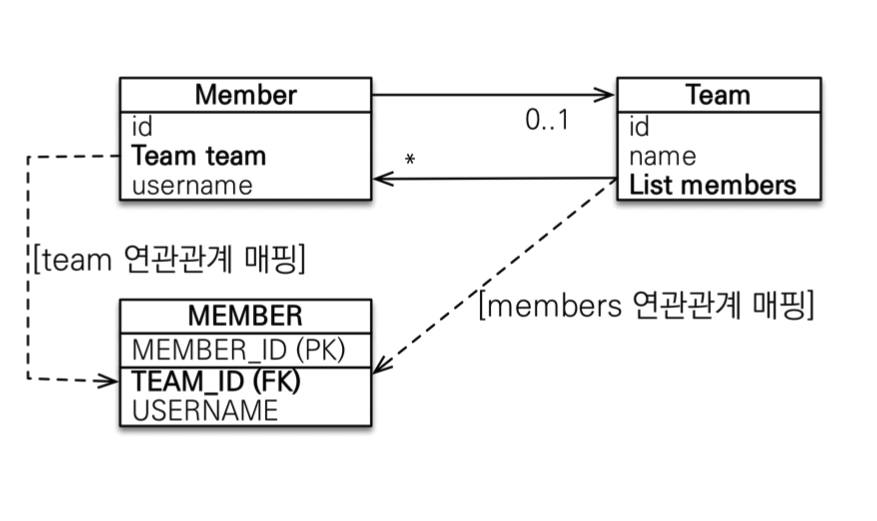 Member
id
Team team
username
0..1
*
Team
id
name
List members
[team 연관관계 매핑]
[members 연관관계 매핑]
MEMBER
MEMBER_ID (PK)
TEAM_ID (FK)
USERNAME